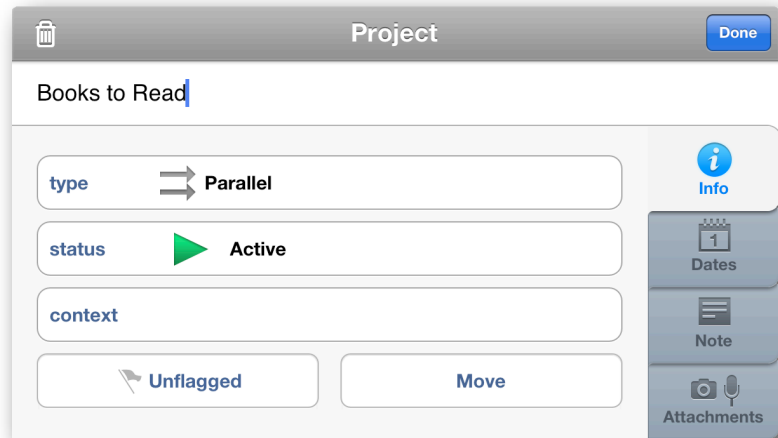 Project
Done
Books to Read
type
Parallel
status
Active
context
Unflagged
Move
i
Info
1
Dates
Note
Attachments